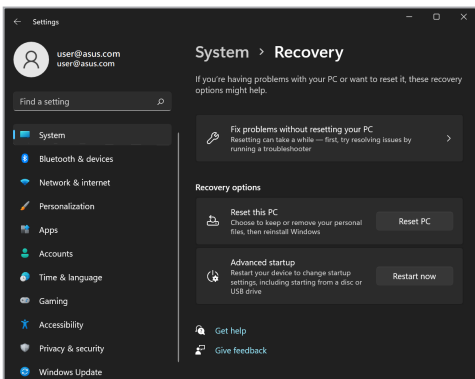 Settings
user@asus.com
user@asus.com
Find a setting
System
Bluetooth & devices
Network & internet
Personalization
Apps
Accounts
Time & language
Gaming
Accessibility
Privacy & security
Windows Update
System > Recovery
If you're having problems with your PC or want to reset it, these recovery
options might help.
Fix problems without resetting your PC
Resetting can take a while — first, try resolving issues by
running a troubleshooter
Recovery options
Reset this PC
Choose to keep or remove your personal
files, then reinstall Windows
Reset PC
Advanced startup
Restart your device to change startup
settings, including starting from a disc or
USB drive
Restart now
Get help
Give feedback